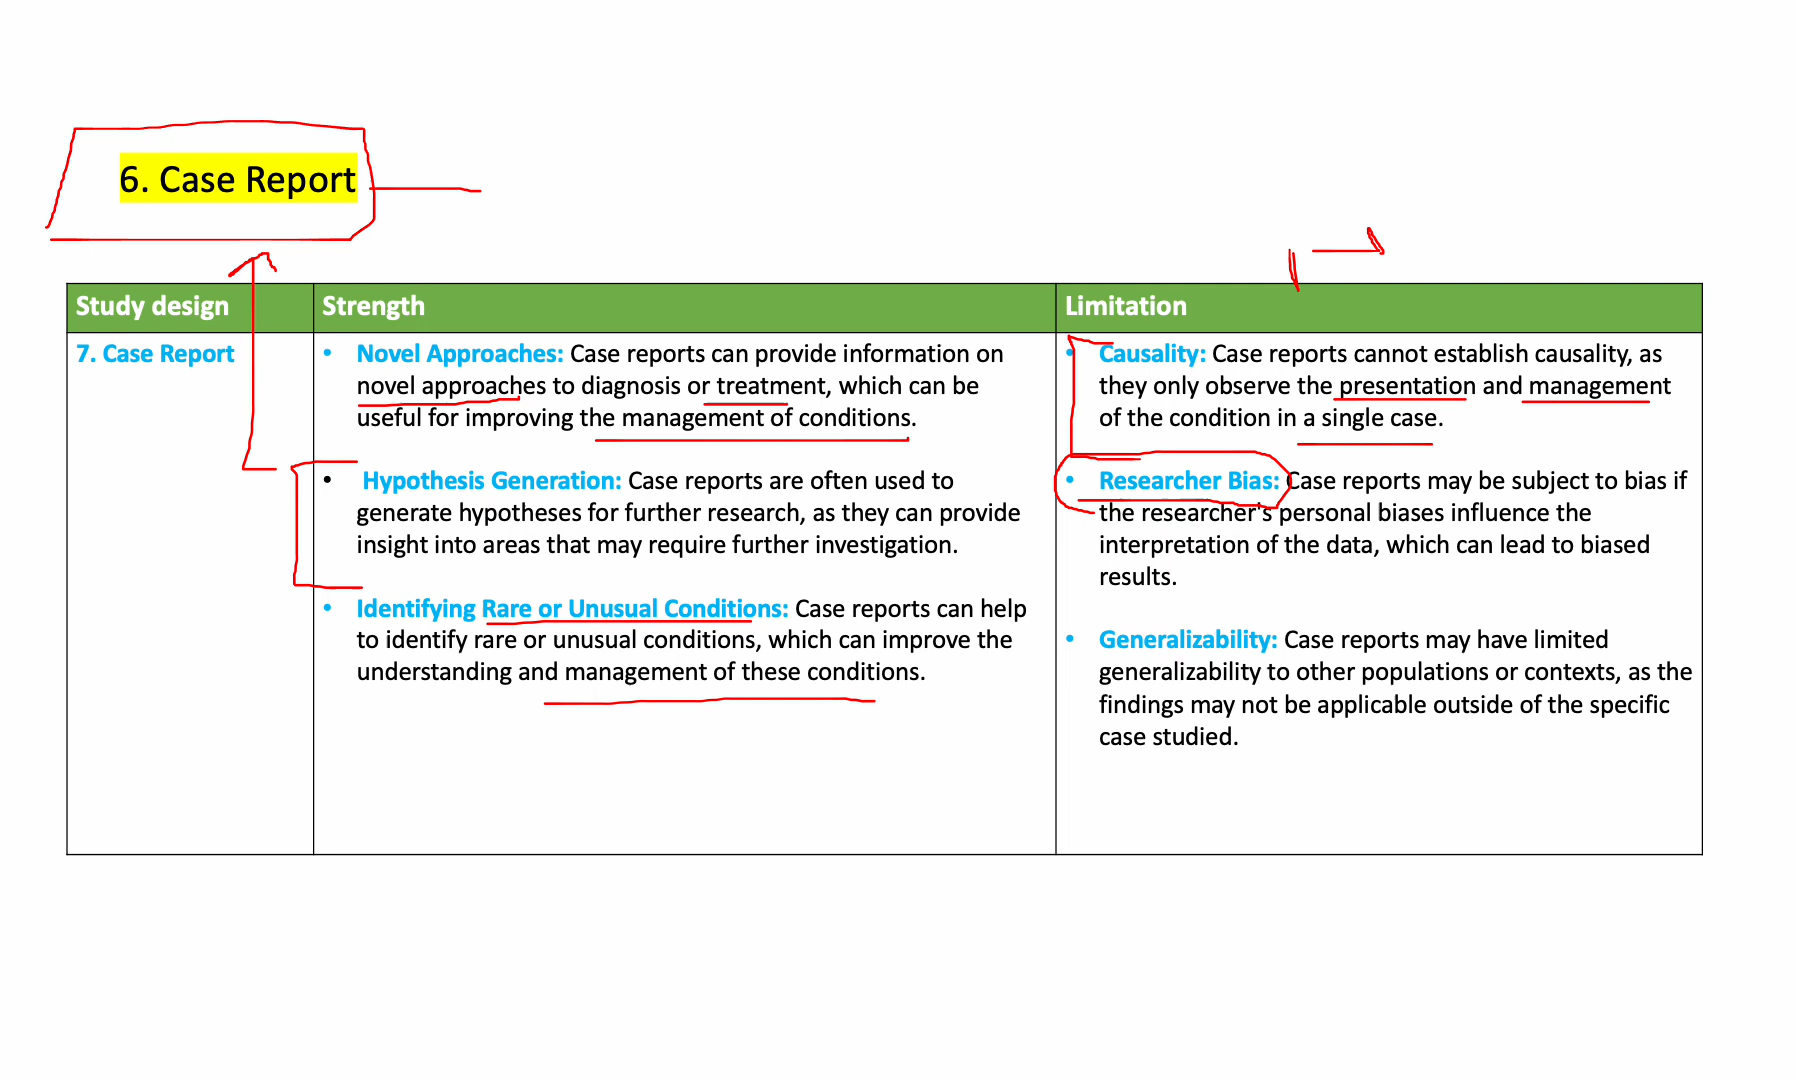 6. Case Report
Study design
Strength
Limitation
7. Case Report
• Novel Approaches: Case reports can provide information on
novel approaches to diagnosis or treatment, which can be
useful for improving the management of conditions.
• Hypothesis Generation: Case reports are often used to
generate hypotheses for further research, as they can provide
insight into areas that may require further investigation.
• Identifying Rare or Unusual Conditions: Case reports can help
to identify rare or unusual conditions, which can improve the
understanding and management of these conditions.
• Causality: Case reports cannot establish causality, as
they only observe the presentation and management
of the condition in a single case.
• Researcher Bias: Case reports may be subject to bias if
the researcher's personal biases influence the
interpretation of the data, which can lead to biased
results.
• Generalizability: Case reports may have limited
generalizability to other populations or contexts, as the
findings may not be applicable outside of the specific
case studied.